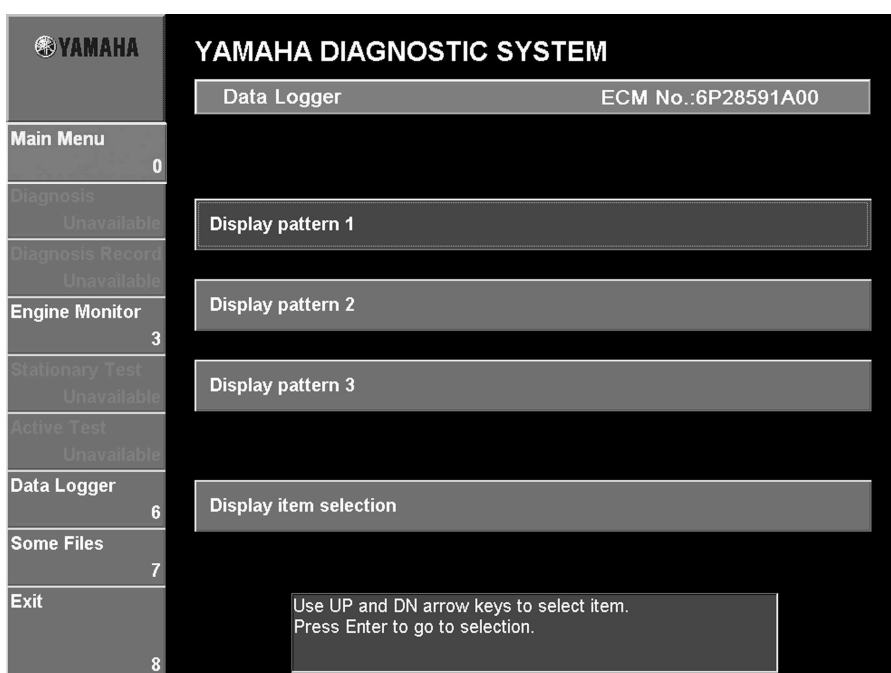 YAMAHA
YAMAHA DIAGNOSTIC SYSTEM
Data Logger ECM No.:6P28591A00
Main Menu
0
Diagnosis
Unavailable
Diagnosis Record
Unavailable
Engine Monitor
3
Stationary Test
Unavailable
Active Test
Unavailable
Data Logger
6
Some Files
7
Exit
8
Display pattern 1
Display pattern 2
Display pattern 3
Display item selection
Use UP and DN arrow keys to select item.
Press Enter to go to selection.